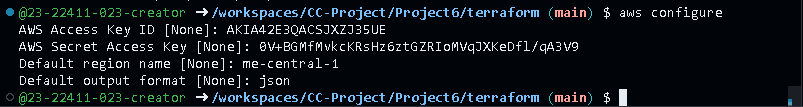 @23-22411-023-creator ➜ /workspaces/CC-Project/Project6/terraform (main) $ aws configure
AWS Access Key ID [None]: AKIA42E3QACSJXZJ35UE
AWS Secret Access Key [None]: 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
Default region name [None]: me-central-1
Default output format [None]: json
@23-22411-023-creator ➜ /workspaces/CC-Project/Project6/terraform (main) $